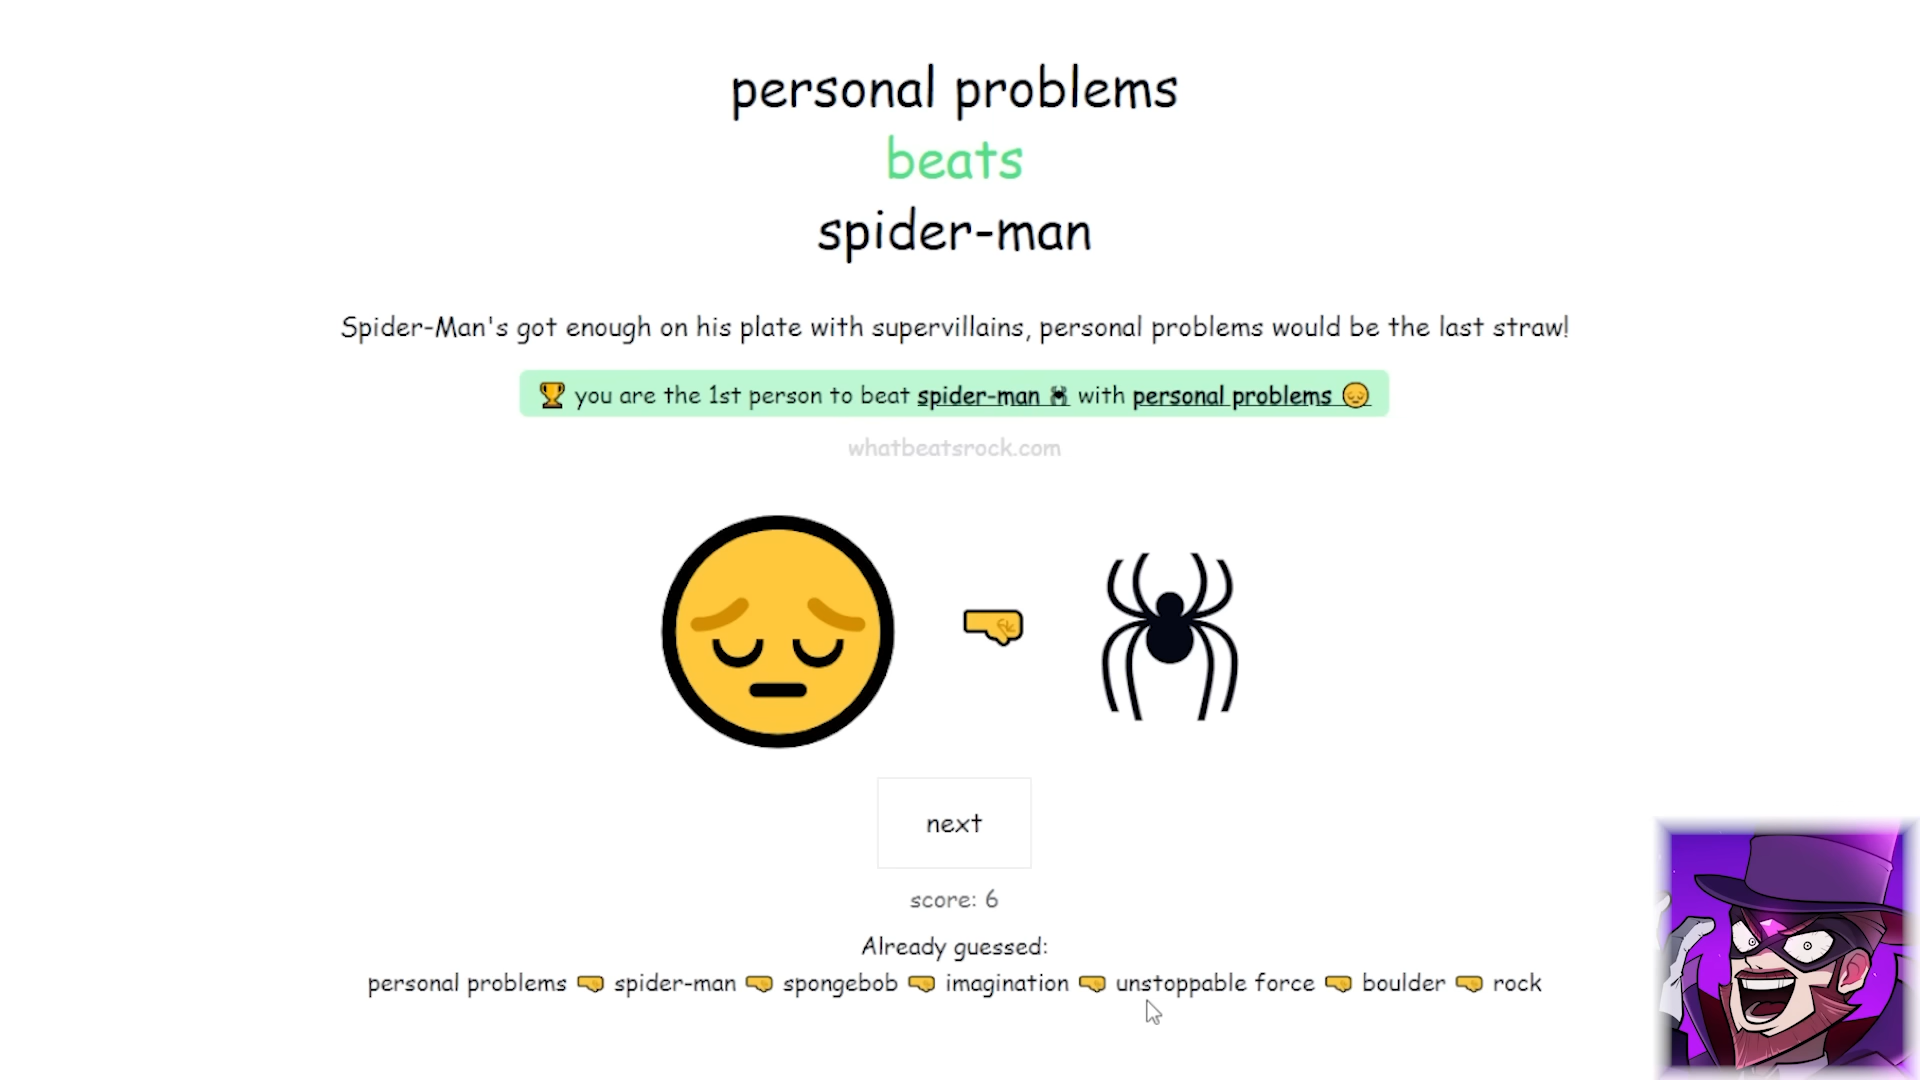 personal problems
beats
spider-man
Spider-Man's got enough on his plate with supervillains, personal problems would be the last straw!
🏆 you are the 1st person to beat spider-man 🕷 with personal problems 😔
whatbeatsrock.com
next
score: 6
Already guessed:
personal problems 🤜 spider-man 🤜 spongebob 🤜 imagination 🤜 unstoppable force 🤜 boulder 🤜 rock